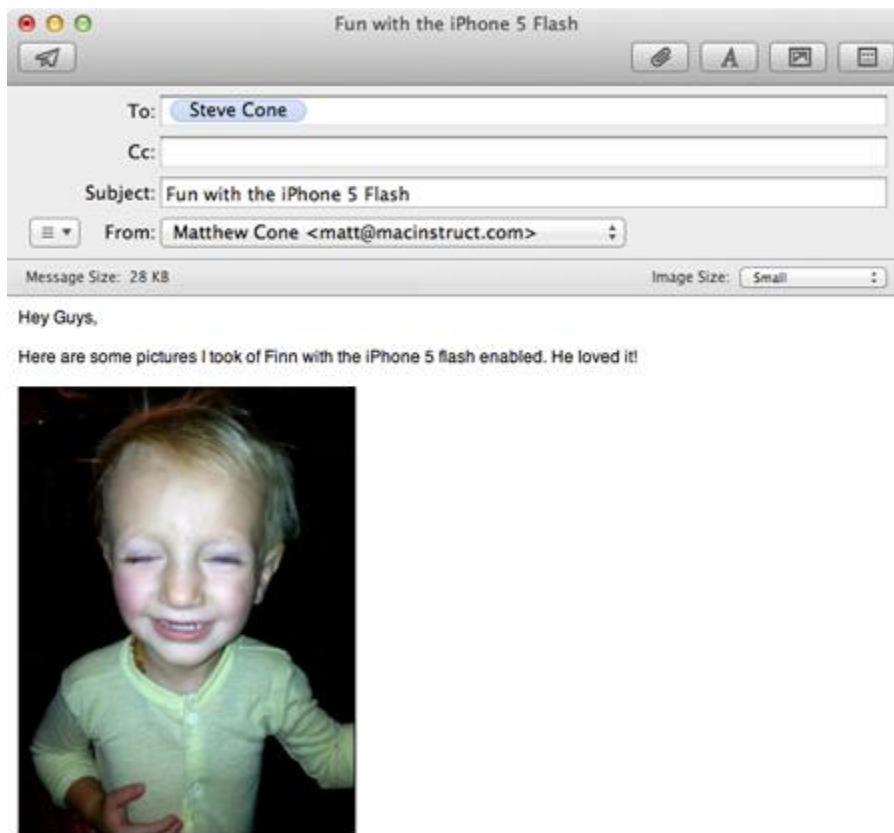 Fun with the iPhone 5 Flash
A
To: Steve Cone
Cc:
Subject: Fun with the iPhone 5 Flash
From: Matthew Cone <matt@macinstruct.com>
Message Size: 28 KB Image Size: Small
Hey Guys,
Here are some pictures I took of Finn with the iPhone 5 flash enabled. He loved it!